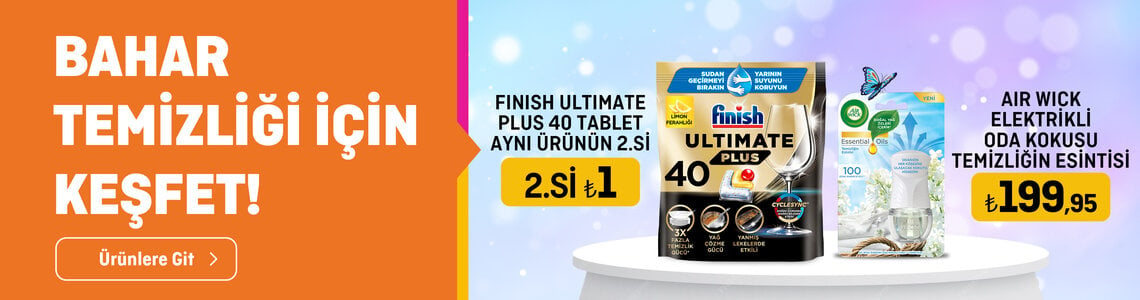 BAHAR
TEMİZLİĞİ İÇİN
KEŞFET!
Ürünlere Git
FINISH ULTIMATE
PLUS 40 TABLET
AYNI ÜRÜNÜN 2.Sİ
2.Sİ ₺1
SUDAN
GEÇİRMEYİ
BIRAKIN
YARININ
SUYUNU
KORUYUN
LİMON
FERAHLIĞI
finish
ULTIMATE
PLUS
40
CYCLESYNC
3X
FAZLA
TEMİZLİK
GÜCÜ
YAĞ
ÇÖZME
GÜCÜ
YANMIŞ
LEKELERDE
ETKİLİ
YENİ
AIR WICK
Essential Oils
100
AIR WICK
ELEKTRİKLİ
ODA KOKUSU
TEMİZLİĞİN ESİNTİSİ
₺199,95